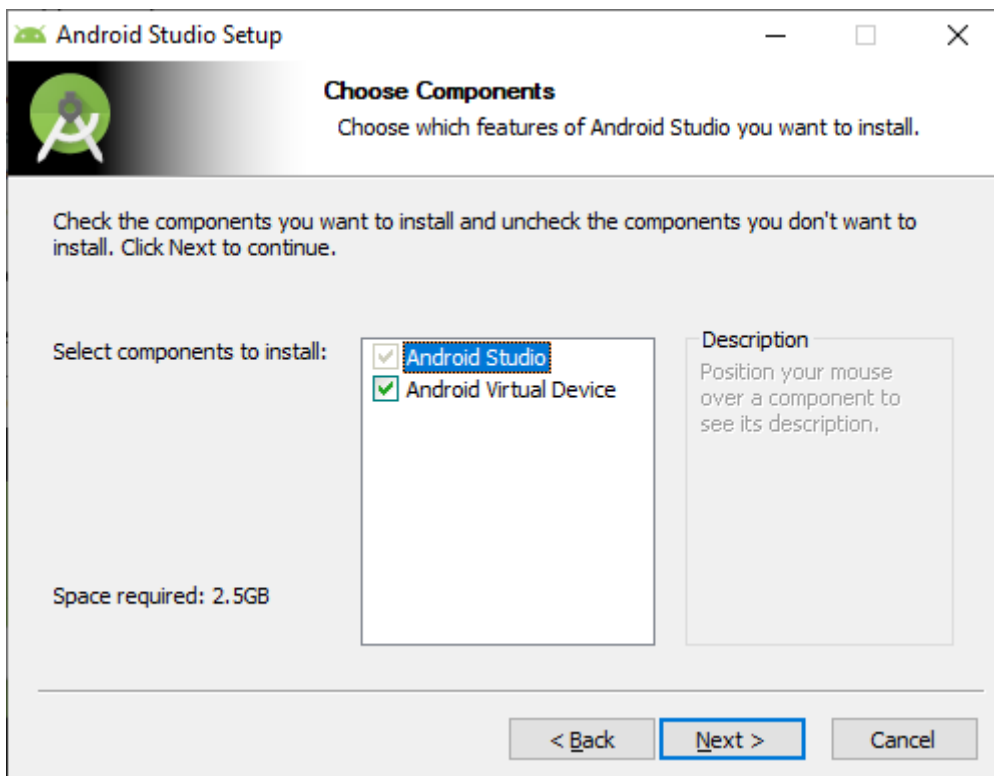 Android Studio Setup
Choose Components
Choose which features of Android Studio you want to install.
Check the components you want to install and uncheck the components you don't want to
install. Click Next to continue.
Select components to install:
Android Studio
Android Virtual Device
Description
Position your mouse
over a component to
see its description.
Space required: 2.5GB
< Back
Next >
Cancel